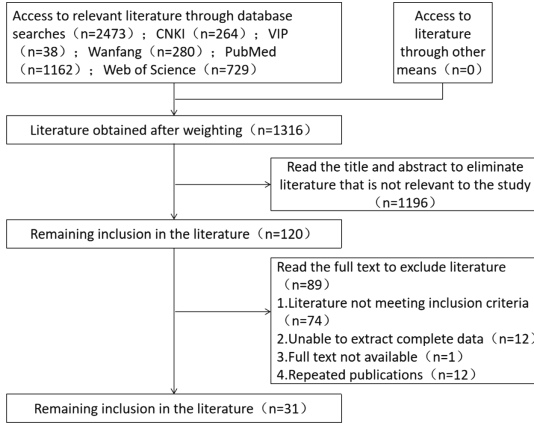 Access to relevant literature through database
searches（n=2473）; CNKI（n=264）; VIP
（n=38）; Wanfang（n=280）; PubMed
（n=1162）; Web of Science（n=729）
Access to
literature
through other
means（n=0）
Literature obtained after weighting（n=1316）
Read the title and abstract to eliminate
literature that is not relevant to the study
（n=1196）
Remaining inclusion in the literature（n=120）
Read the full text to exclude literature
（n=89）
1.Literature not meeting inclusion criteria
（n=74）
2.Unable to extract complete data（n=12）
3.Full text not available（n=1）
4.Repeated publications（n=12）
Remaining inclusion in the literature（n=31）